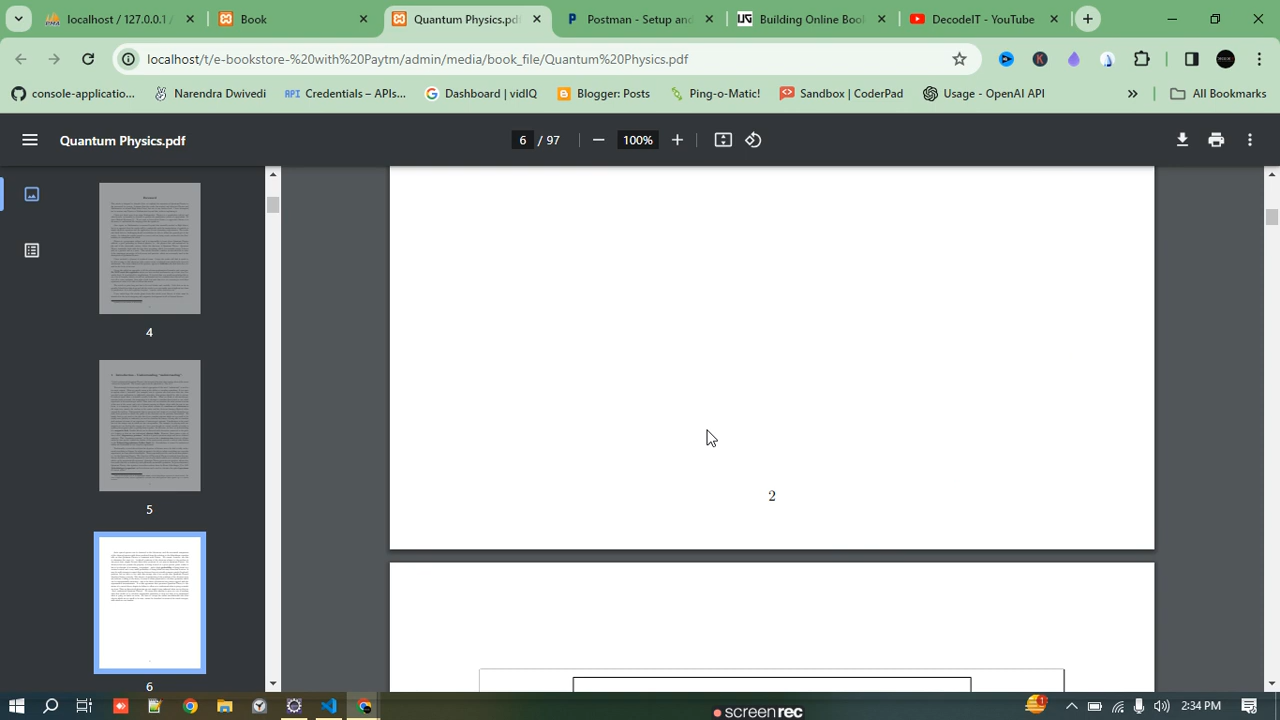 localhost / 127.0.0.1 /
Book
Quantum Physics.pdf
Postman - Setup and
Building Online Boo
DecodeIT - YouTube
localhost/t/e-bookstore-%20with%20Paytm/admin/media/book_file/Quantum%20Physics.pdf
console-applicatio...
Narendra Dwivedi
API Credentials – APIs...
Dashboard | vidIQ
Blogger: Posts
Ping-o-Matic!
Sandbox | CoderPad
Usage - OpenAI API
»
All Bookmarks
Quantum Physics.pdf
6 / 97
100%
4
5
6
2
2:34 PM
screenrec